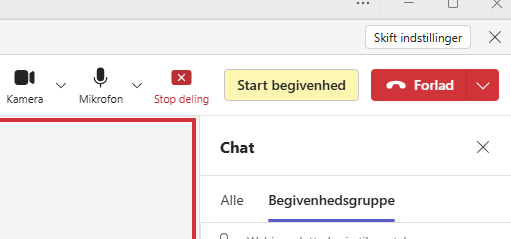 Skift indstillinger
Kamera
Mikrofon
Stop deling
Start begivenhed
Forlad
Chat
Alle
Begivenhedsgruppe